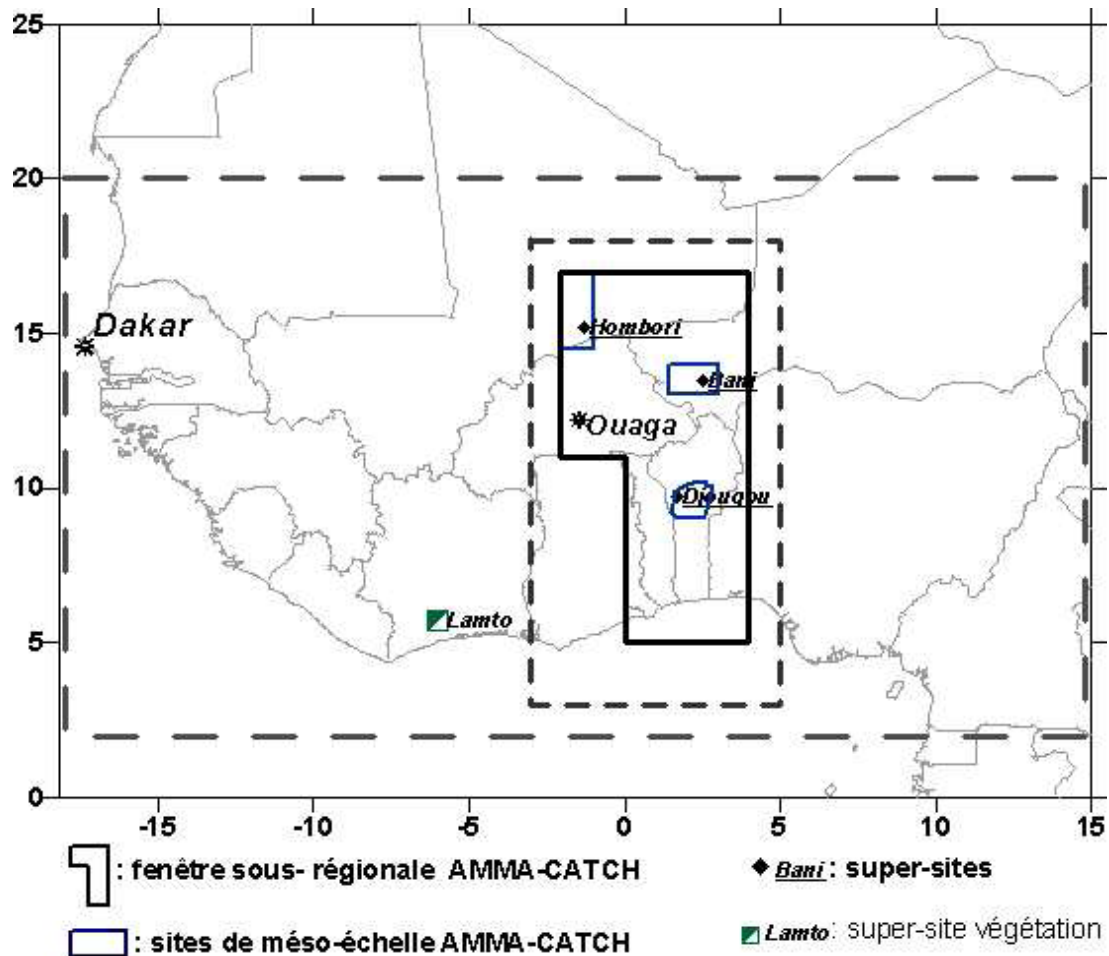 25
20
15
10
5
0
Dakar
Hombori
Bani
Ouaga
Djougou
Lamto
-15 -10 -5 0 5 10 15
: fenêtre sous- régionale AMMA-CATCH
Bani : super-sites
: sites de méso-échelle AMMA-CATCH
Lamto: super-site végétation